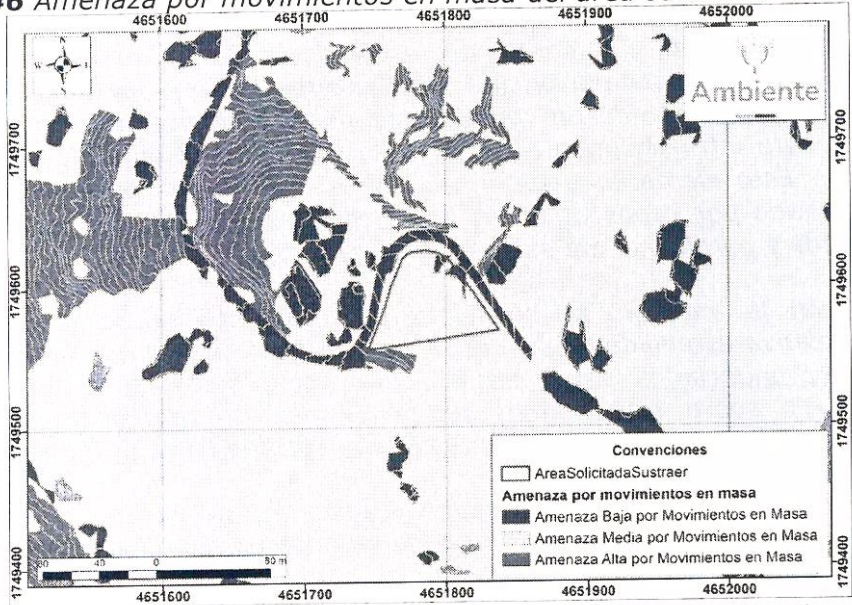 46 Amenaza por movimientos en masa del área
4651600 4651700 4651800 4651900 4652000
N
W E
S
Ambiente
1749700 1749700
1749600 1749600
1749500 1749500
1749400 1749400
Convenciones
AreaSolicitadaSustraer
Amenaza por movimientos en masa
Amenaza Baja por Movimientos en Masa
Amenaza Media por Movimientos en Masa
Amenaza Alta por Movimientos en Masa
80 40 0 80 m
4651600 4651700 4651800 4651900 4652000